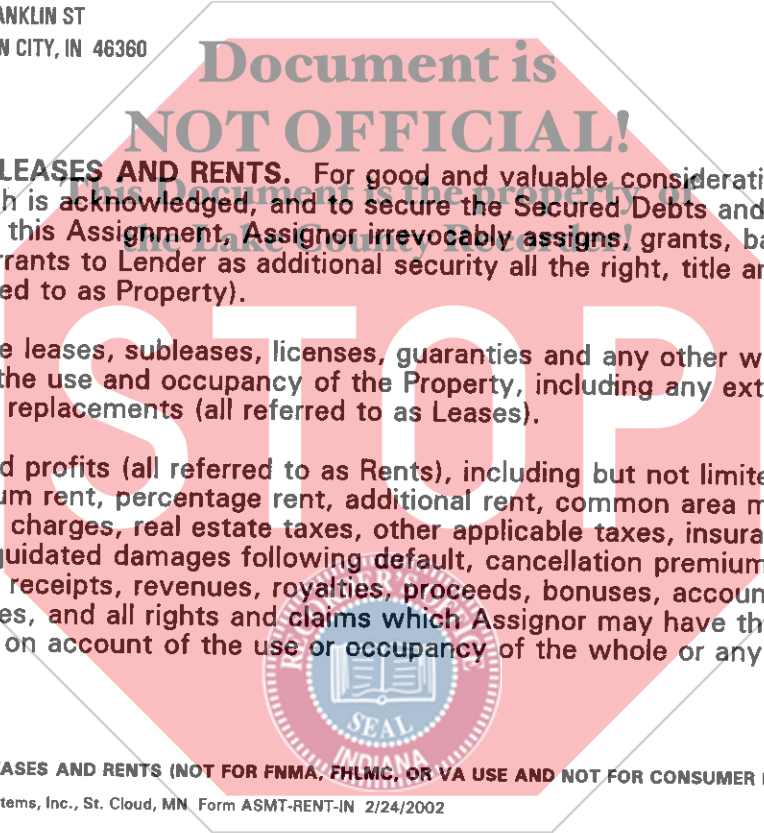 ANKLIN ST
N CITY, IN 46360
Document is
NOT OFFICIAL!
LEASES AND RENTS. For good and valuable considerati
This Document is the property of
h is acknowledged, and to secure the Secured Debts and
the Lake County Recorder!
this Assignment, Assignor irrevocably assigns, grants, ba
rrants to Lender as additional security all the right, title an
ed to as Property).
e leases, subleases, licenses, guaranties and any other w
the use and occupancy of the Property, including any ext
replacements (all referred to as Leases).
STOP
d profits (all referred to as Rents), including but not limite
um rent, percentage rent, additional rent, common area m
charges, real estate taxes, other applicable taxes, insura
quidated damages following default, cancellation premium
receipts, revenues, royalties, proceeds, bonuses, accoun
es, and all rights and claims which Assignor may have th
on account of the use or occupancy of the whole or any
RECORDER'S OFFICE
SEAL
INDIANA
EASES AND RENTS (NOT FOR FNMA, FHLMC, OR VA USE AND NOT FOR CONSUMER
tems, Inc., St. Cloud, MN Form ASMT-RENT-IN 2/24/2002